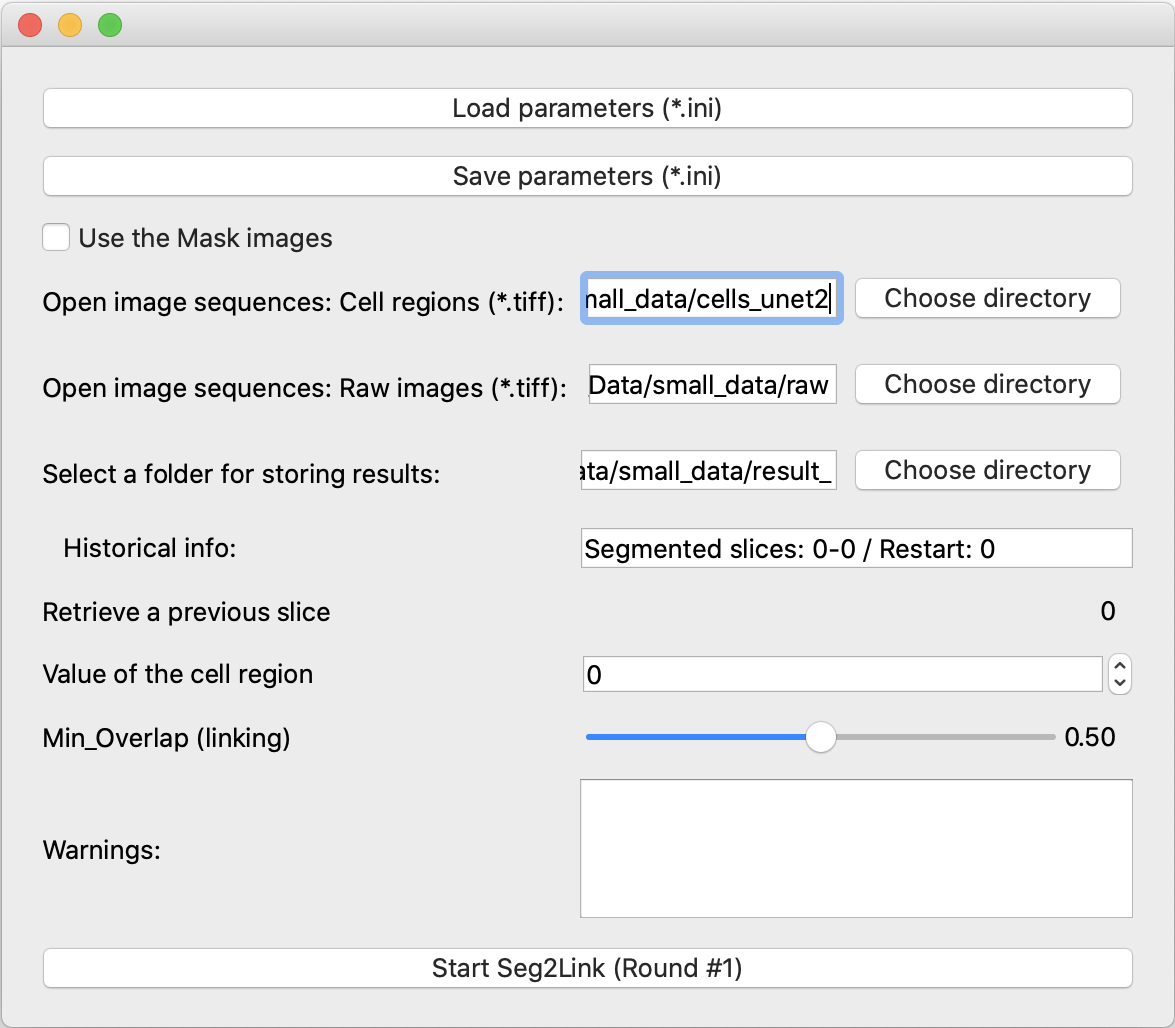 Load parameters (*.ini)
Save parameters (*.ini)
Use the Mask images
Open image sequences: Cell regions (*.tiff): mall_data/cells_unet2 Choose directory
Open image sequences: Raw images (*.tiff): Data/small_data/raw Choose directory
Select a folder for storing results: ata/small_data/result_ Choose directory
Historical info: Segmented slices: 0-0 / Restart: 0
Retrieve a previous slice 0
Value of the cell region 0
Min_Overlap (linking) 0.50
Warnings:
Start Seg2Link (Round #1)